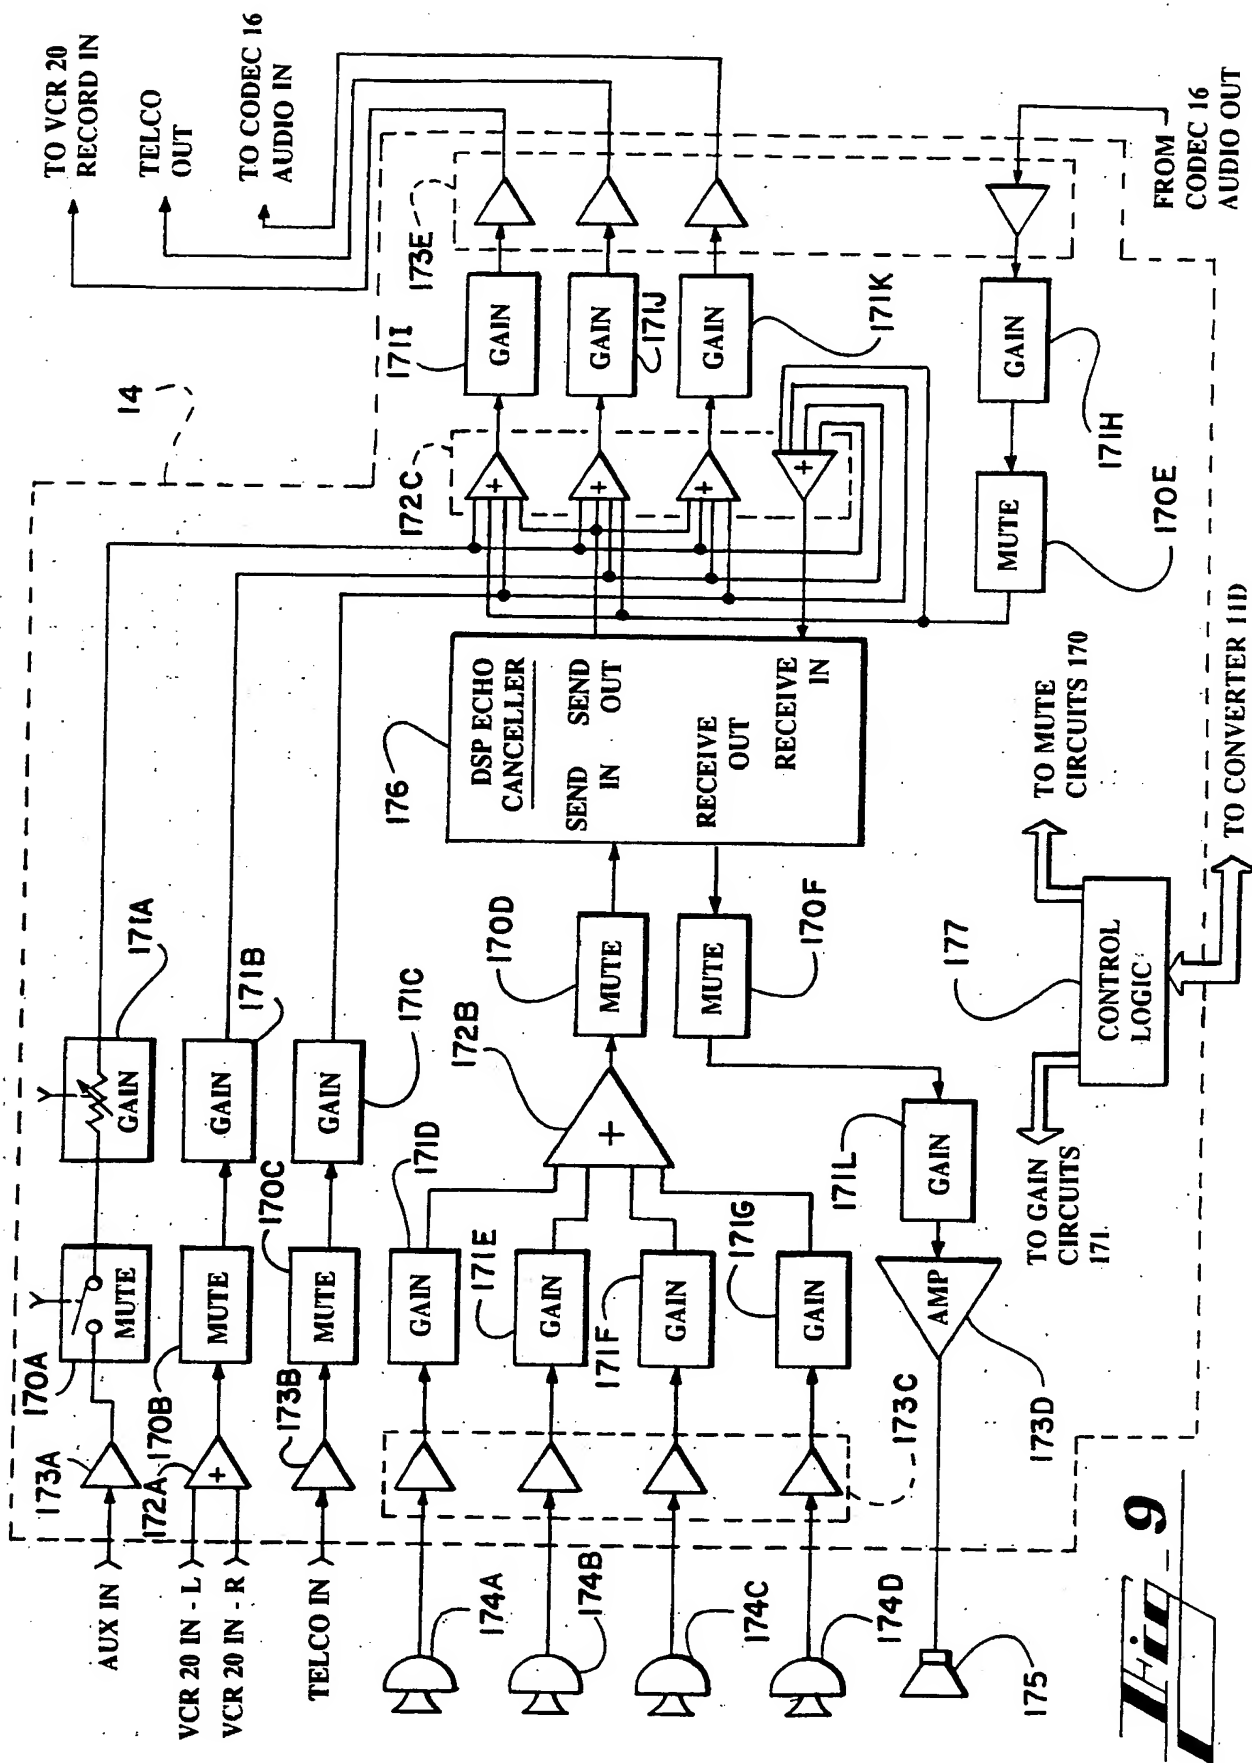 TO VCR 20
RECORD IN
TELCO
OUT
TO CODEC 16
AUDIO IN
14
173E
171I
GAIN
GAIN
171J
GAIN
171K
172C
+
+
+
+
FROM
CODEC 16
AUDIO OUT
GAIN
171H
MUTE
170E
176
DSP ECHO
CANCELLER
SEND
IN
SEND
OUT
RECEIVE
OUT
RECEIVE
IN
AUX IN
173A
170A
MUTE
171A
GAIN
VCR 20 IN - L
VCR 20 IN - R
172A
+
170B
MUTE
171B
GAIN
TELCO IN
173B
170C
MUTE
171C
GAIN
174A
171D
GAIN
174B
171E
GAIN
174C
171F
GAIN
174D
171G
GAIN
173C
172B
+
170D
MUTE
170F
MUTE
171L
GAIN
AMP
173D
175
177
CONTROL
LOGIC
TO MUTE
CIRCUITS 170
TO GAIN
CIRCUITS
171
TO CONVERTER 11D
Fig 9